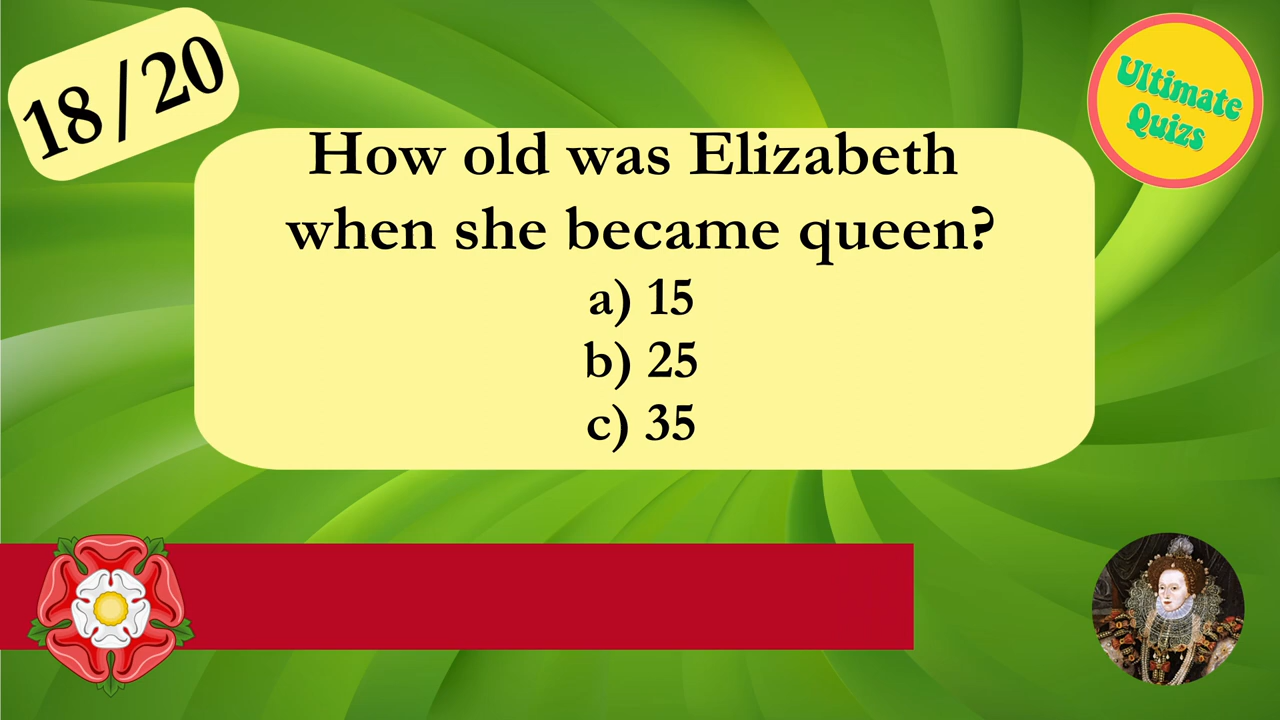 18/20
Ultimate
Quizs
How old was Elizabeth
when she became queen?
a) 15
b) 25
c) 35